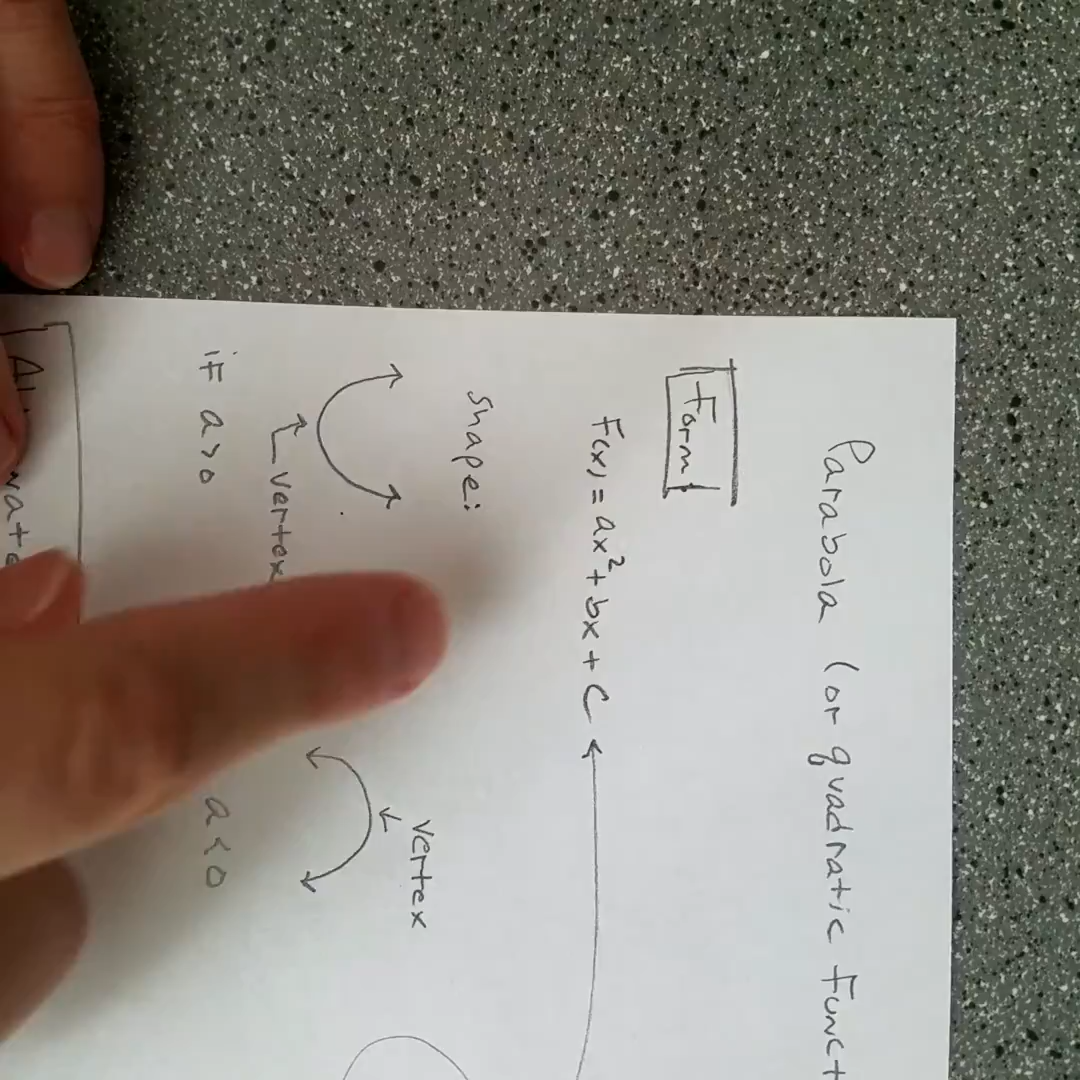 Parabola (or quadratic Funct
Form
F(x) = ax² + bx + C
Shape:
vertex
vertex
if a>0
a<0